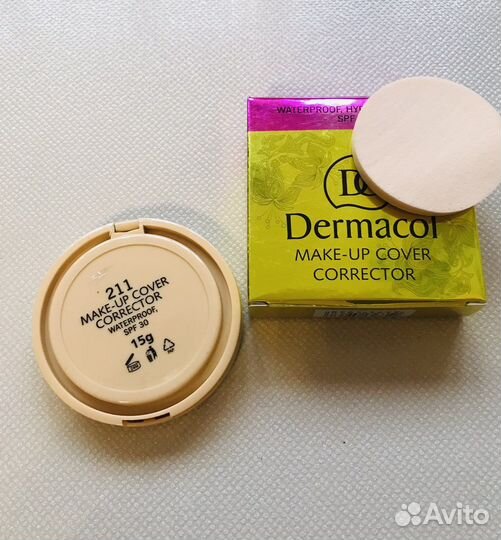 WATERPROOF, HY
SPF
DC
Dermacol
MAKE-UP COVER
CORRECTOR
211
MAKE-UP COVER
CORRECTOR
WATERPROOF,
SPF 30
15g
Avito